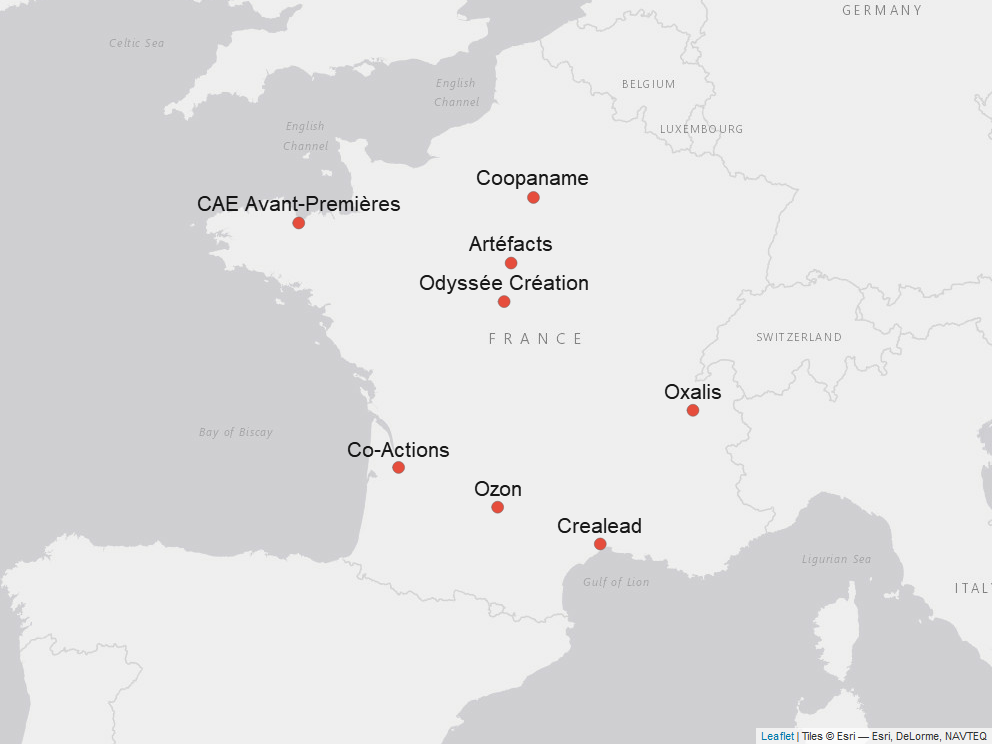 GERMANY
Celtic Sea
English
Channel
BELGIUM
English
Channel
LUXEMBOURG
Coopaname
CAE Avant-Premières
Artéfacts
Odyssée Création
FRANCE
SWITZERLAND
Oxalis
Bay of Biscay
Co-Actions
Ozon
Crealead
Ligurian Sea
Gulf of Lion
ITAL
Leaflet | Tiles © Esri — Esri, DeLorme, NAVTEQ